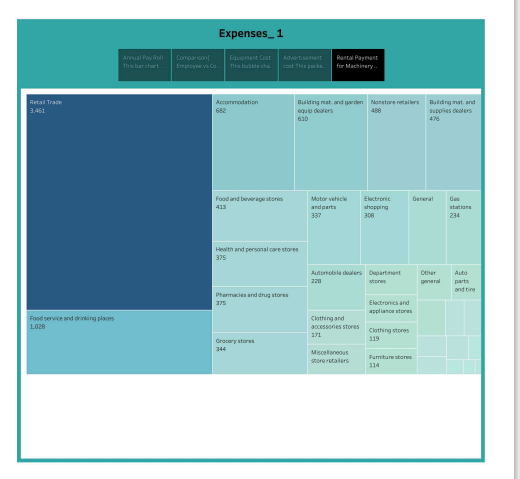 Expenses_ 1
Annual Pay Roll
This bar chart
Comparison(
Employee vs Co..
Equipment Cost
This bubble cha..
Advertisement
cost This packe..
Rental Payment
for Machinery...
Retail Trade
3,461
Accommodation
682
Building mat. and garden
equip dealers
610
Nonstore retailers
488
Building mat. and
supplies dealers
476
Food and beverage stores
413
Motor vehicle
and parts
337
Electronic
shopping
308
General
Gas
stations
234
Health and personal care stores
375
Automobile dealers
228
Department
stores
Other
general
Auto
parts
and tire
Pharmacies and drug stores
375
Electronics and
appliance stores
Food service and drinking places
1,028
Clothing and
accessories stores
171
Clothing stores
119
Grocery stores
344
Miscellaneous
store retailers
Furniture stores
114